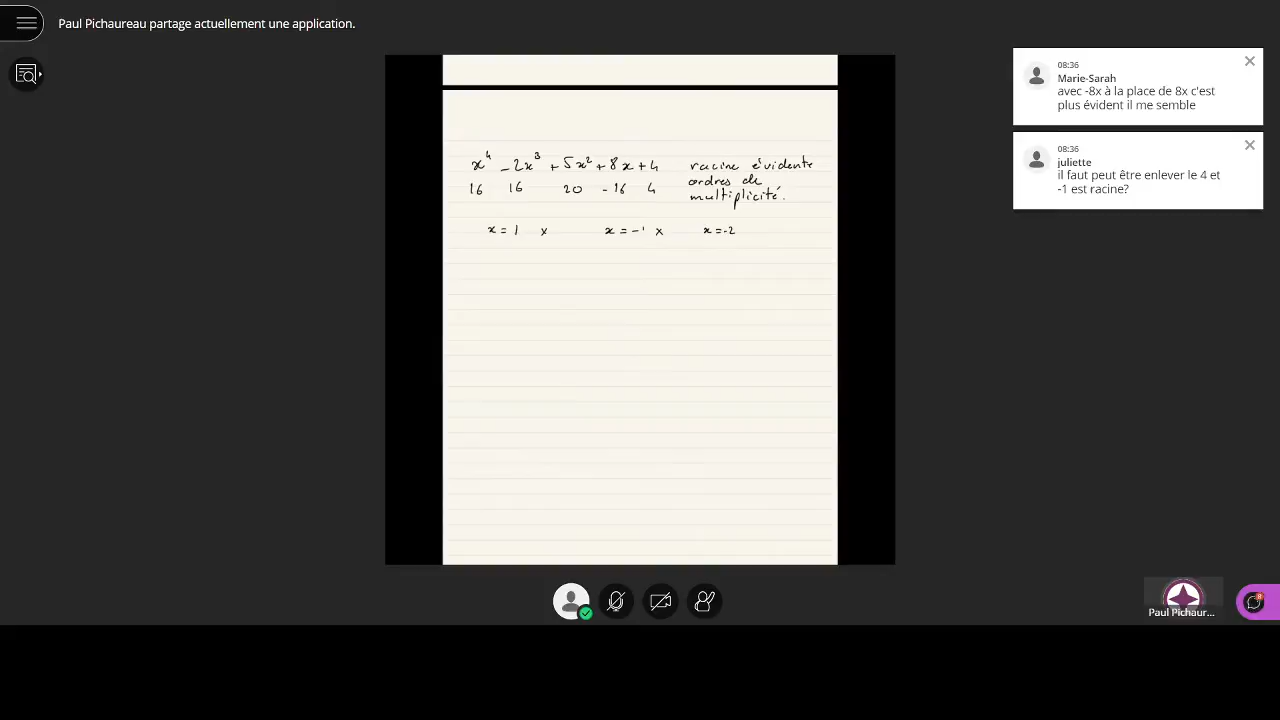 Paul Pichaureau partage actuellement une application.
08:36
Marie-Sarah
avec -8x à la place de 8x c'est
plus évident il me semble
08:36
juliette
il faut peut être enlever le 4 et
-1 est racine?
x⁴ - 2x³ + 5x² + 8x + 4 racine évidente
16 16 20 - 16 4 ordres de
multiplicité.
x = 1 x x = -1 x x = -2
Paul Pichaur...